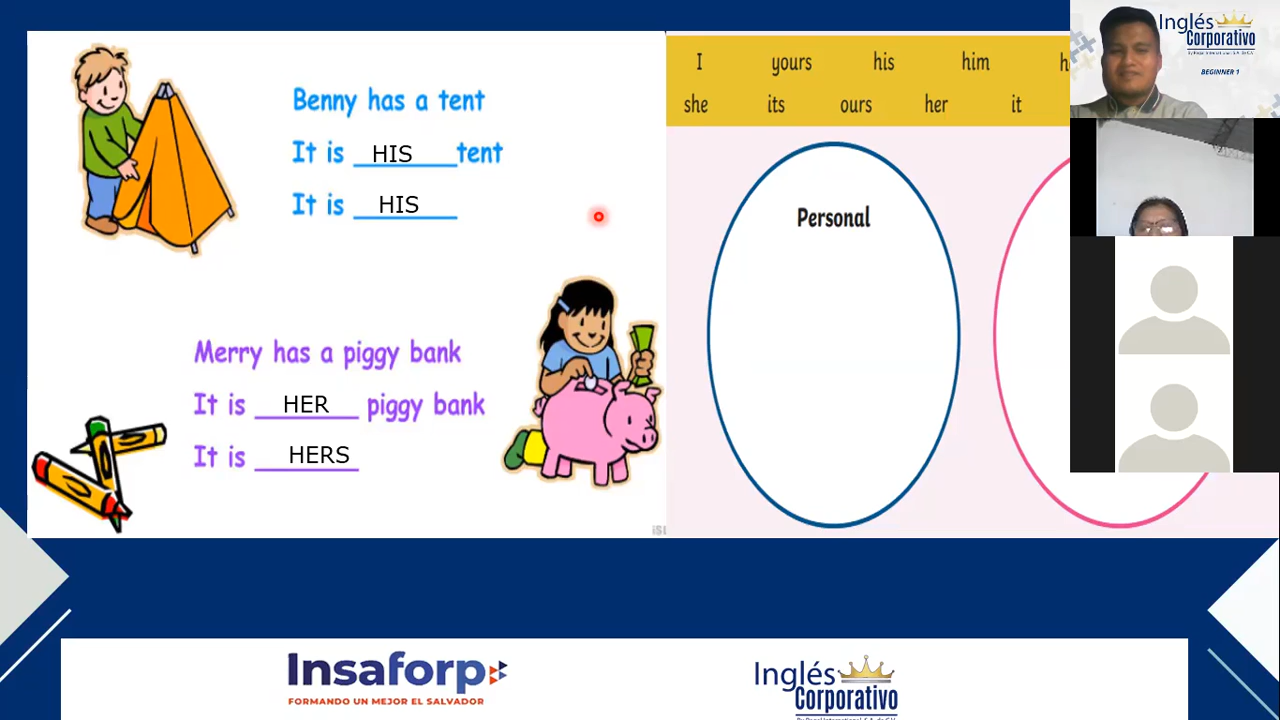 Benny has a tent
It is HIS tent
It is HIS
Merry has a piggy bank
It is HER piggy bank
It is HERS
I yours his him
she its ours her it
Personal
Inglés
Corporativo
BEGINNER 1
Insaforp
FORMANDO UN MEJOR EL SALVADOR
Inglés
Corporativo